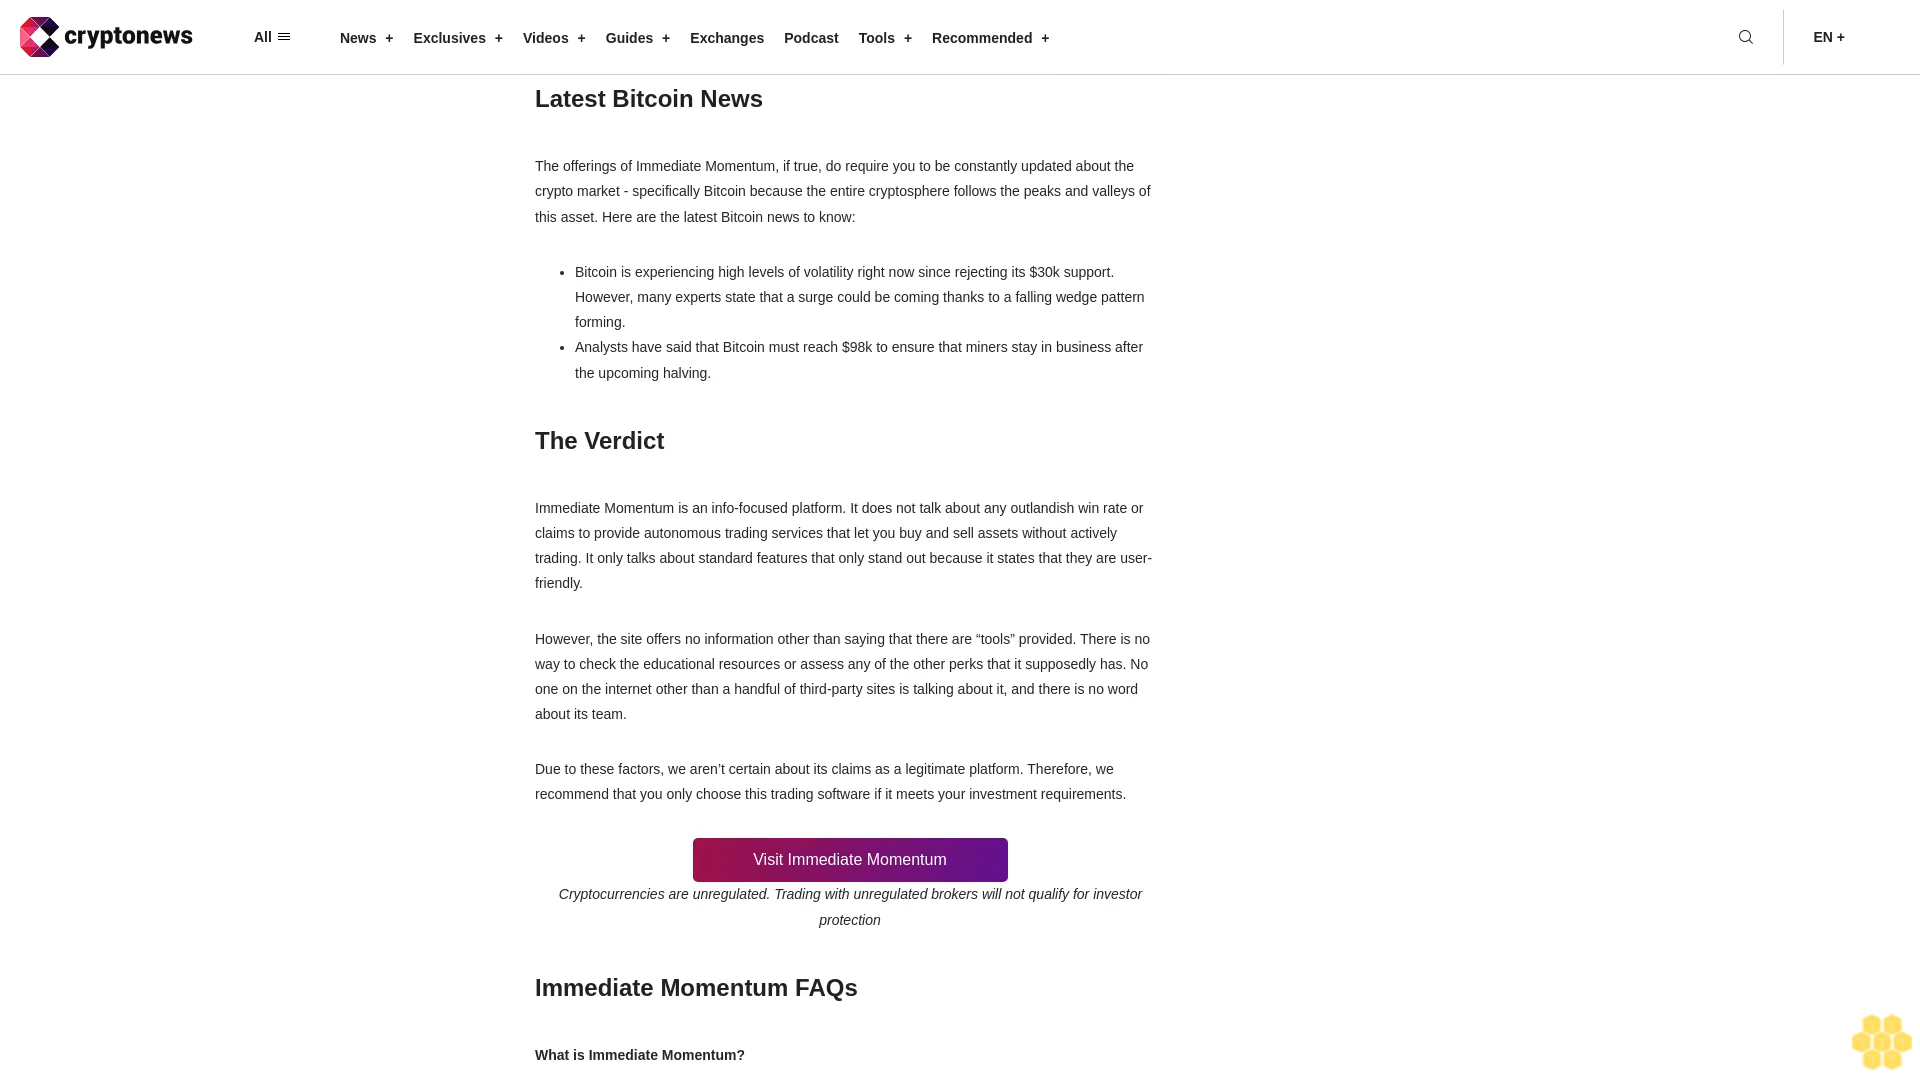 cryptonews
All
News +
Exclusives +
Videos +
Guides +
Exchanges
Podcast
Tools +
Recommended +
EN +
Latest Bitcoin News
The offerings of Immediate Momentum, if true, do require you to be constantly updated about the
crypto market - specifically Bitcoin because the entire cryptosphere follows the peaks and valleys of
this asset. Here are the latest Bitcoin news to know:
• Bitcoin is experiencing high levels of volatility right now since rejecting its $30k support.
However, many experts state that a surge could be coming thanks to a falling wedge pattern
forming.
• Analysts have said that Bitcoin must reach $98k to ensure that miners stay in business after
the upcoming halving.
The Verdict
Immediate Momentum is an info-focused platform. It does not talk about any outlandish win rate or
claims to provide autonomous trading services that let you buy and sell assets without actively
trading. It only talks about standard features that only stand out because it states that they are user-
friendly.
However, the site offers no information other than saying that there are “tools” provided. There is no
way to check the educational resources or assess any of the other perks that it supposedly has. No
one on the internet other than a handful of third-party sites is talking about it, and there is no word
about its team.
Due to these factors, we aren’t certain about its claims as a legitimate platform. Therefore, we
recommend that you only choose this trading software if it meets your investment requirements.
Visit Immediate Momentum
Cryptocurrencies are unregulated. Trading with unregulated brokers will not qualify for investor
protection
Immediate Momentum FAQs
What is Immediate Momentum?